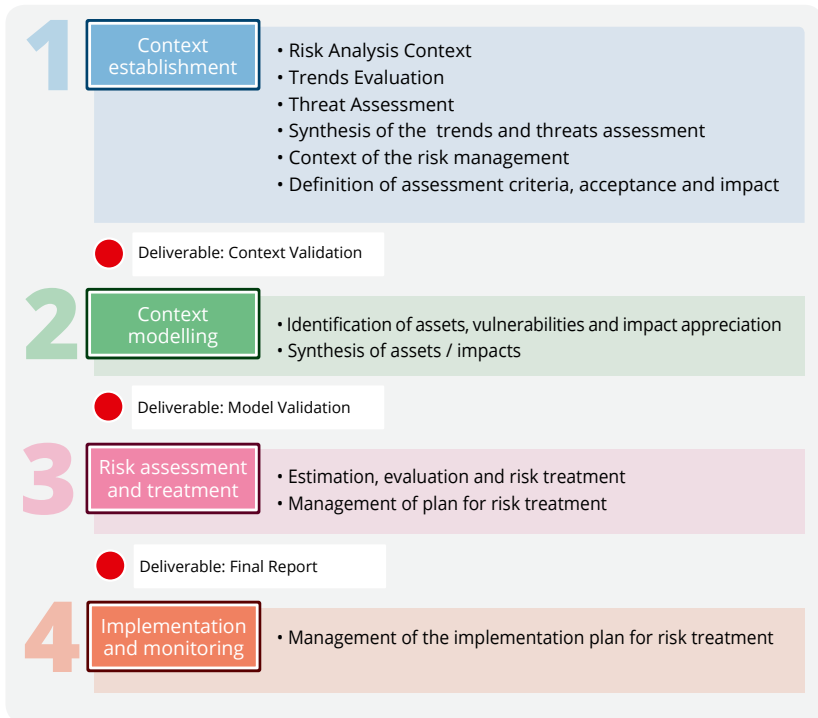 1
Context
establishment
• Risk Analysis Context
• Trends Evaluation
• Threat Assessment
• Synthesis of the trends and threats assessment
• Context of the risk management
• Definition of assessment criteria, acceptance and impact
Deliverable: Context Validation
2
Context
modelling
• Identification of assets, vulnerabilities and impact appreciation
• Synthesis of assets / impacts
Deliverable: Model Validation
3
Risk assessment
and treatment
• Estimation, evaluation and risk treatment
• Management of plan for risk treatment
Deliverable: Final Report
4
Implementation
and monitoring
• Management of the implementation plan for risk treatment